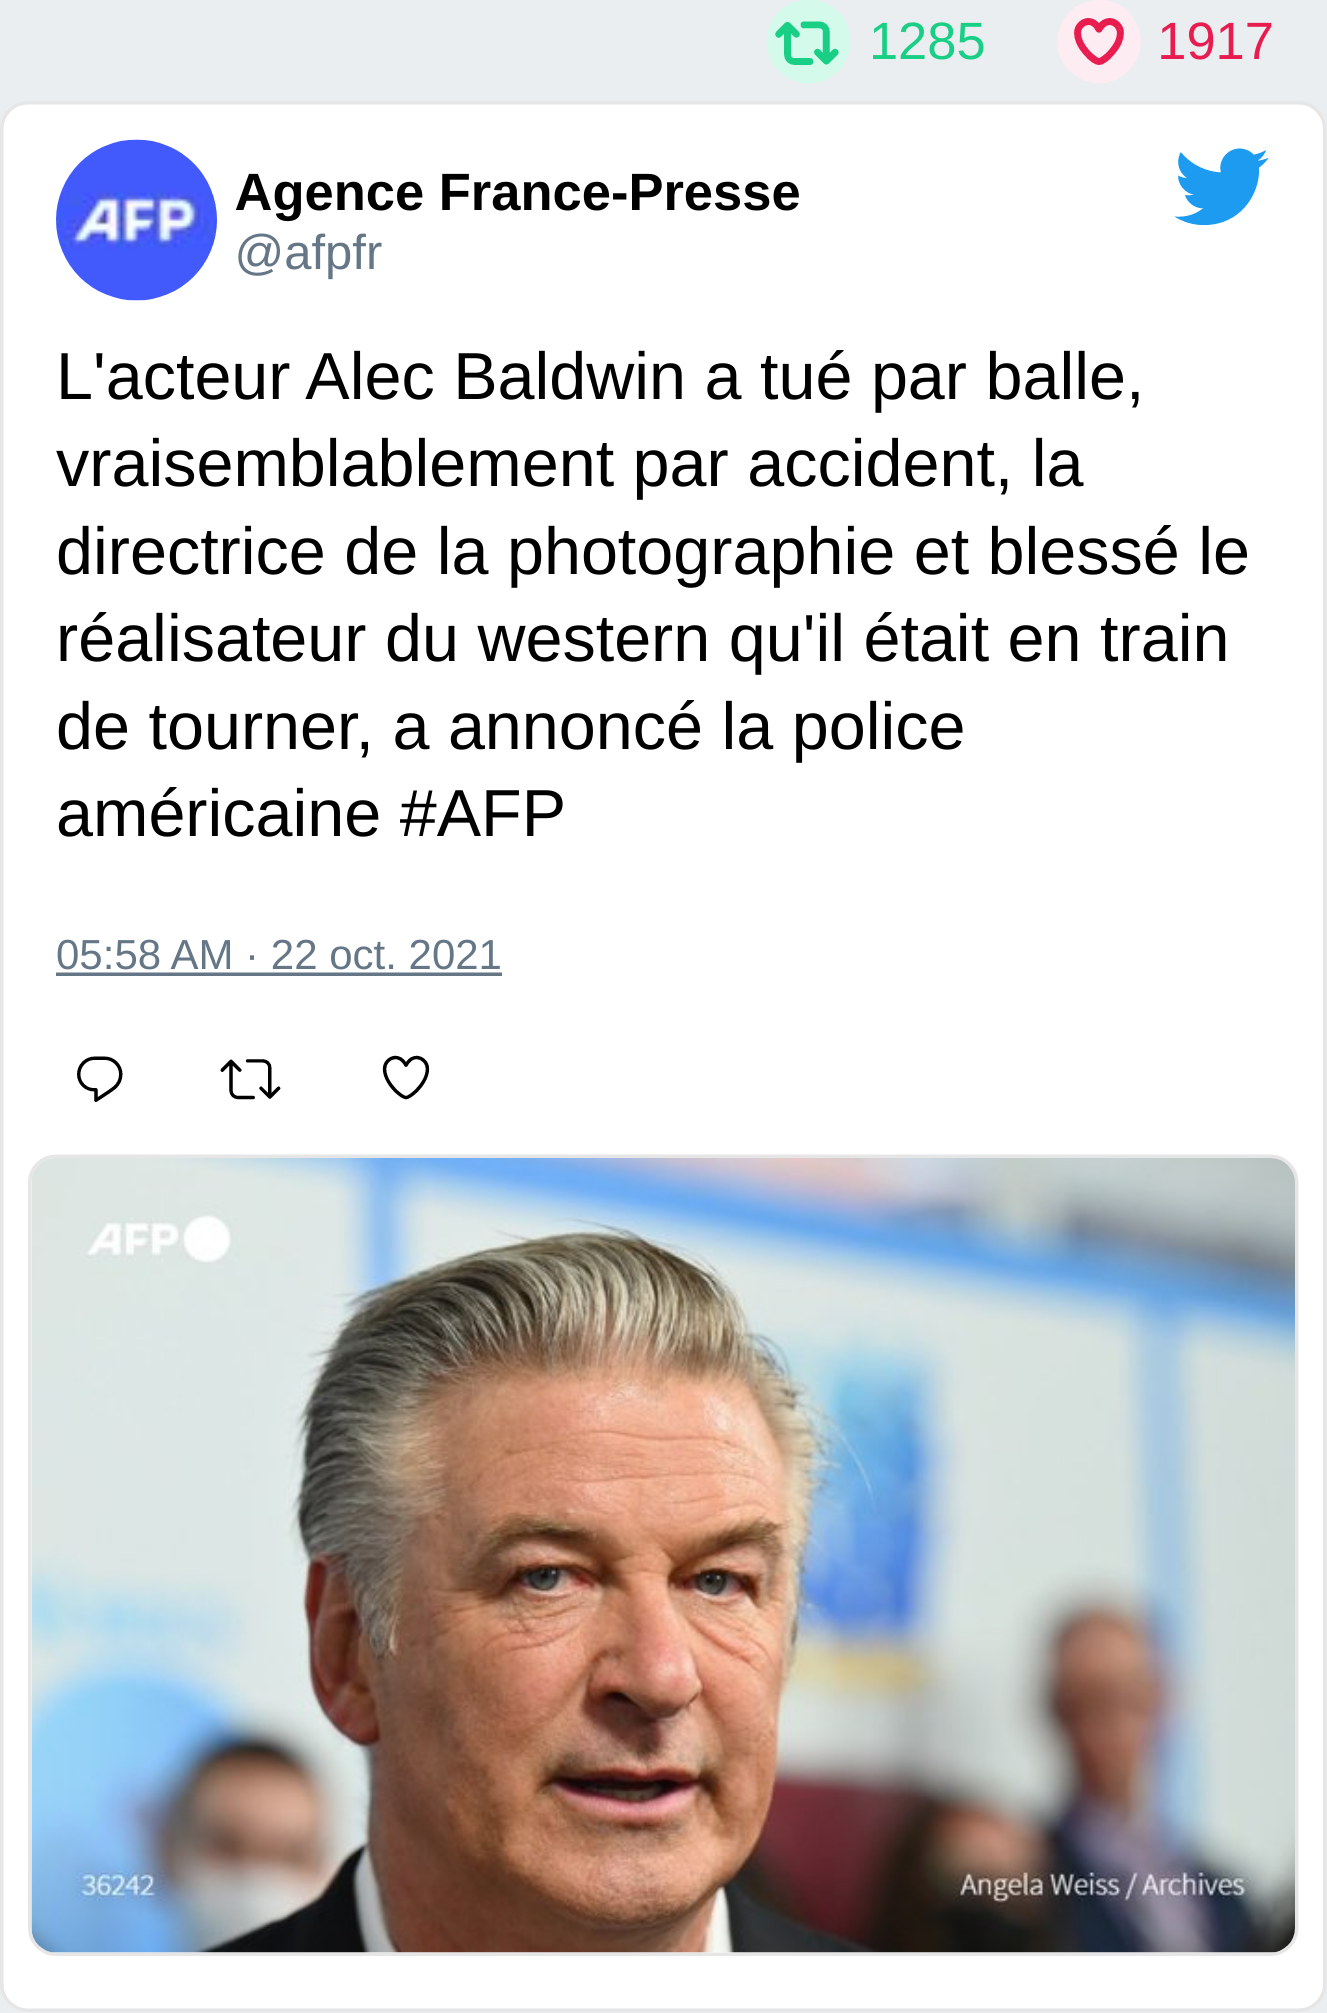 1285 1917
AFP
Agence France-Presse
@afpfr
L'acteur Alec Baldwin a tué par balle,
vraisemblablement par accident, la
directrice de la photographie et blessé le
réalisateur du western qu'il était en train
de tourner, a annoncé la police
américaine #AFP
05:58 AM · 22 oct. 2021
AFP
36242
Angela Weiss / Archives